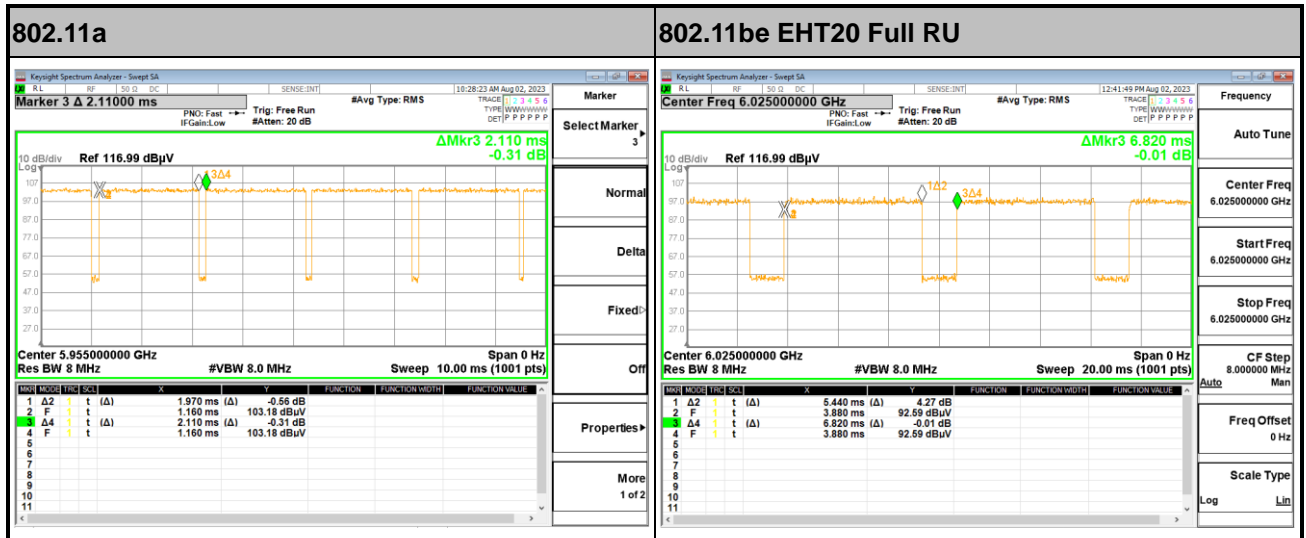 802.11a
Keysight Spectrum Analyzer - Swept SA
RL RF 50 Ω DC SENSE:INT 10:28:23 AM Aug 02, 2023
Marker 3 Δ 2.11000 ms
PNO: Fast
IFGain:Low
Trig: Free Run
#Atten: 20 dB
#Avg Type: RMS
TRACE 1 2 3 4 5 6
TYPE WWWWWW
DET P P P P P P
ΔMkr3 2.110 ms
-0.31 dB
10 dB/div Ref 116.99 dBµV
Log
107
97.0
87.0
77.0
67.0
57.0
47.0
37.0
27.0
3Δ4
Center 5.955000000 GHz Span 0 Hz
Res BW 8 MHz #VBW 8.0 MHz Sweep 10.00 ms (1001 pts)
MKR MODE TRC SCL X Y FUNCTION FUNCTION WIDTH FUNCTION VALUE
1 Δ2 1 t (Δ) 1.970 ms (Δ) -0.56 dB
2 F 1 t 1.160 ms 103.18 dBµV
3 Δ4 1 t (Δ) 2.110 ms (Δ) -0.31 dB
4 F 1 t 1.160 ms 103.18 dBµV
5
6
7
8
9
10
11
Marker
Select Marker
3
Normal
Delta
Fixed
Off
Properties
More
1 of 2
802.11be EHT20 Full RU
Keysight Spectrum Analyzer - Swept SA
RL RF 50 Ω DC SENSE:INT 12:41:49 PM Aug 02, 2023
Center Freq 6.025000000 GHz
PNO: Fast
IFGain:Low
Trig: Free Run
#Atten: 20 dB
#Avg Type: RMS
TRACE 1 2 3 4 5 6
TYPE WWWWWW
DET P P P P P P
ΔMkr3 6.820 ms
-0.01 dB
10 dB/div Ref 116.99 dBµV
Log
107
97.0
87.0
77.0
67.0
57.0
47.0
37.0
27.0
1Δ2
3Δ4
Center 6.025000000 GHz Span 0 Hz
Res BW 8 MHz #VBW 8.0 MHz Sweep 20.00 ms (1001 pts)
MKR MODE TRC SCL X Y FUNCTION FUNCTION WIDTH FUNCTION VALUE
1 Δ2 1 t (Δ) 5.440 ms (Δ) 4.27 dB
2 F 1 t 3.880 ms 92.59 dBµV
3 Δ4 1 t (Δ) 6.820 ms (Δ) -0.01 dB
4 F 1 t 3.880 ms 92.59 dBµV
5
6
7
8
9
10
11
Frequency
Auto Tune
Center Freq
6.025000000 GHz
Start Freq
6.025000000 GHz
Stop Freq
6.025000000 GHz
CF Step
8.000000 MHz
Auto Man
Freq Offset
0 Hz
Scale Type
Log Lin